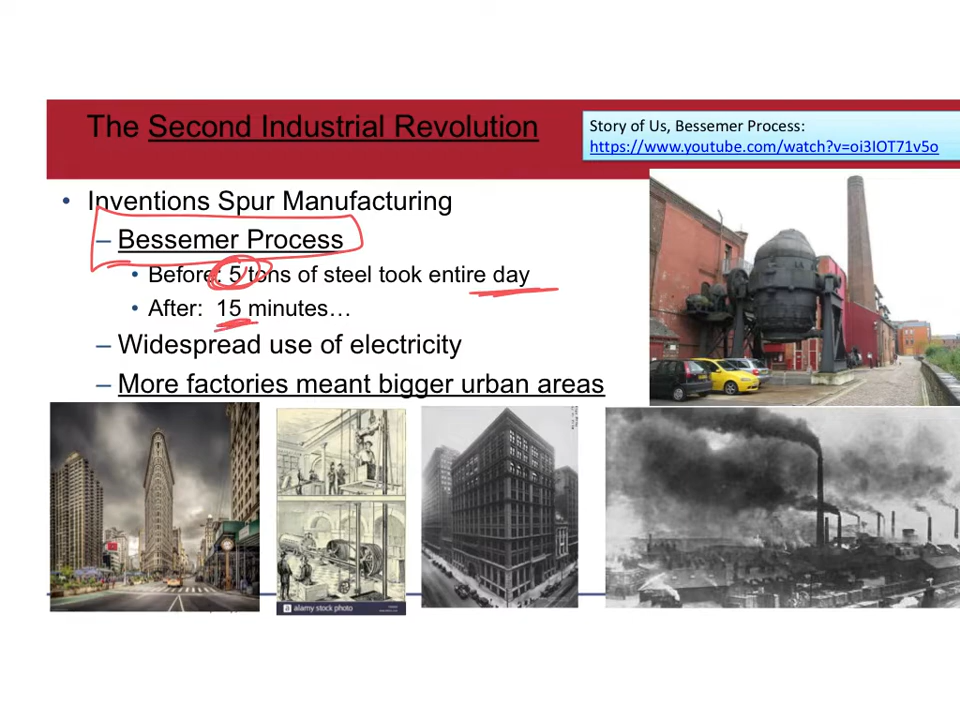 The Second Industrial Revolution
Story of Us, Bessemer Process:
https://www.youtube.com/watch?v=oi3IOT71v5o
• Inventions Spur Manufacturing
– Bessemer Process
• Before: 5 tons of steel took entire day
• After: 15 minutes…
– Widespread use of electricity
– More factories meant bigger urban areas
alamy stock photo